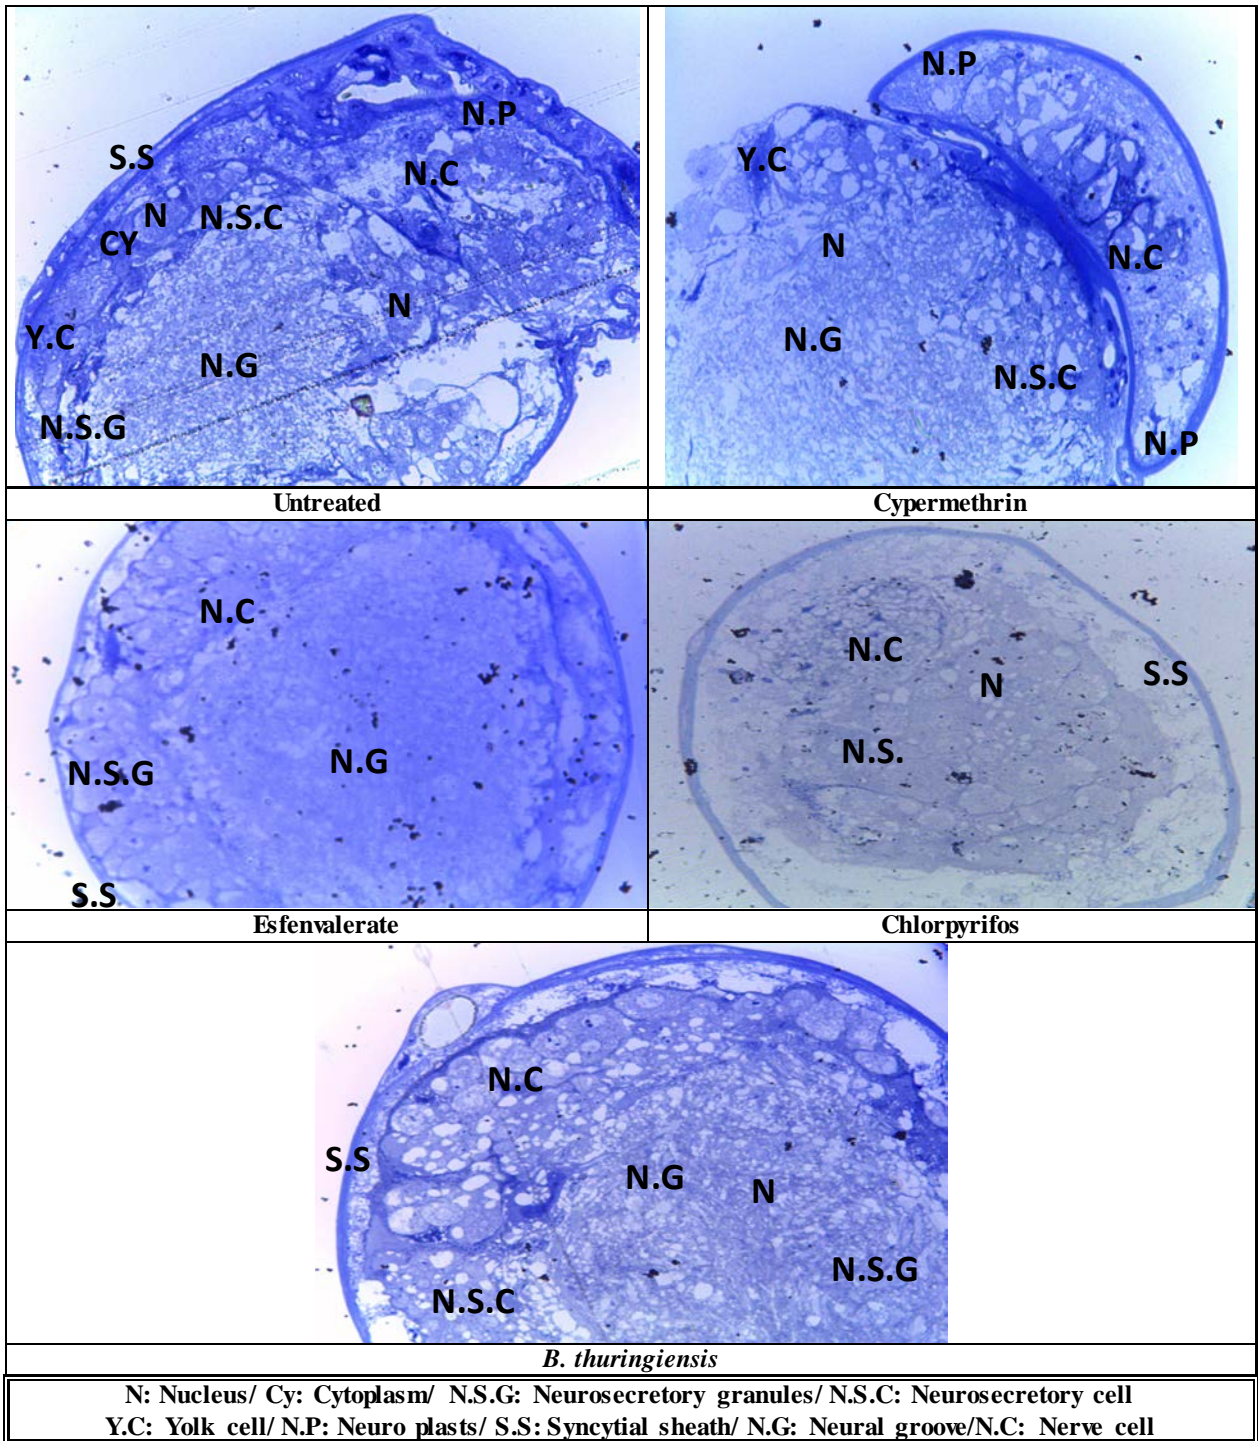 N.P
S.S
N.C
N
N.S.C
CY
N
Y.C
N.G
N.S.G
Untreated
N.P
Y.C
N
N.C
N.G
N.S.C
N.P
Cypermethrin
N.C
N.G
N.S.G
S.S
Esfenvalerate
N.C
N
S.S
N.S.
Chlorpyrifos
N.C
S.S
N.G
N
N.S.G
N.S.C
B. thuringiensis
N: Nucleus/ Cy: Cytoplasm/ N.S.G: Neurosecretory granules/ N.S.C: Neurosecretory cell
Y.C: Yolk cell/ N.P: Neuro plasts/ S.S: Syncytial sheath/ N.G: Neural groove/N.C: Nerve cell